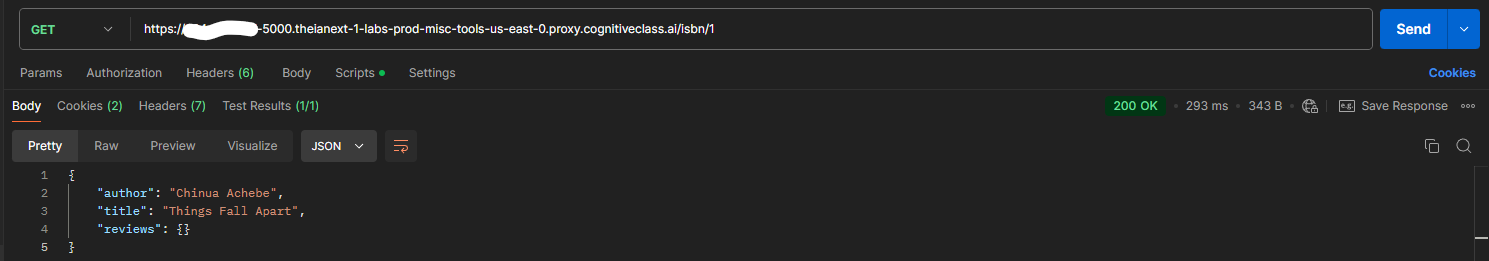 GET https:// -5000.theianext-1-labs-prod-misc-tools-us-east-0.proxy.cognitiveclass.ai/isbn/1 Send
Params Authorization Headers (6) Body Scripts Settings Cookies
Body Cookies (2) Headers (7) Test Results (1/1) 200 OK 293 ms 343 B e.g. Save Response
Pretty Raw Preview Visualize JSON
1 {
2 "author": "Chinua Achebe",
3 "title": "Things Fall Apart",
4 "reviews": {}
5 }